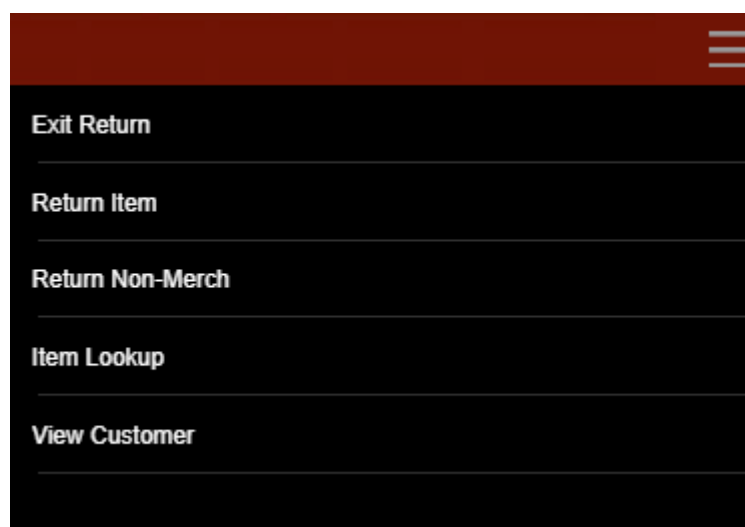 Exit Return
Return Item
Return Non-Merch
Item Lookup
View Customer